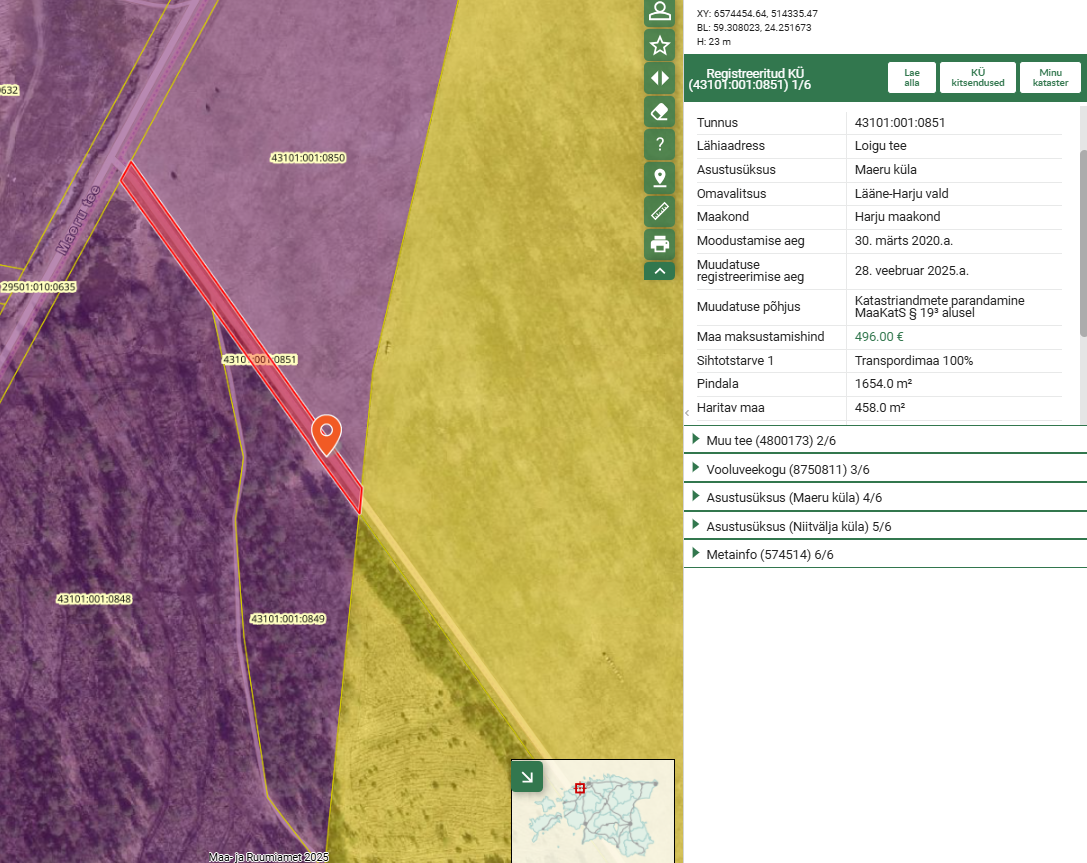 632
43101:001:0850
Maeru tee
29501:010:0635
43101:001:0851
43101:001:0848
43101:001:0849
Maa- ja Ruumiamet 2025
?
XY: 6574454.64, 514335.47
BL: 59.308023, 24.251673
H: 23 m
Registreeritud KÜ
(43101:001:0851) 1/6
Lae
alla
KÜ
kitsendused
Minu
kataster
Tunnus 43101:001:0851
Lähiaadress Loigu tee
Asustusüksus Maeru küla
Omavalitsus Lääne-Harju vald
Maakond Harju maakond
Moodustamise aeg 30. märts 2020.a.
Muudatuse
registreerimise aeg 28. veebruar 2025.a.
Muudatuse põhjus Katastriandmete parandamine
MaaKatS § 19³ alusel
Maa maksustamishind 496.00 €
Sihtotstarve 1 Transpordimaa 100%
Pindala 1654.0 m²
Haritav maa 458.0 m²
Muu tee (4800173) 2/6
Vooluveekogu (8750811) 3/6
Asustusüksus (Maeru küla) 4/6
Asustusüksus (Niitvälja küla) 5/6
Metainfo (574514) 6/6